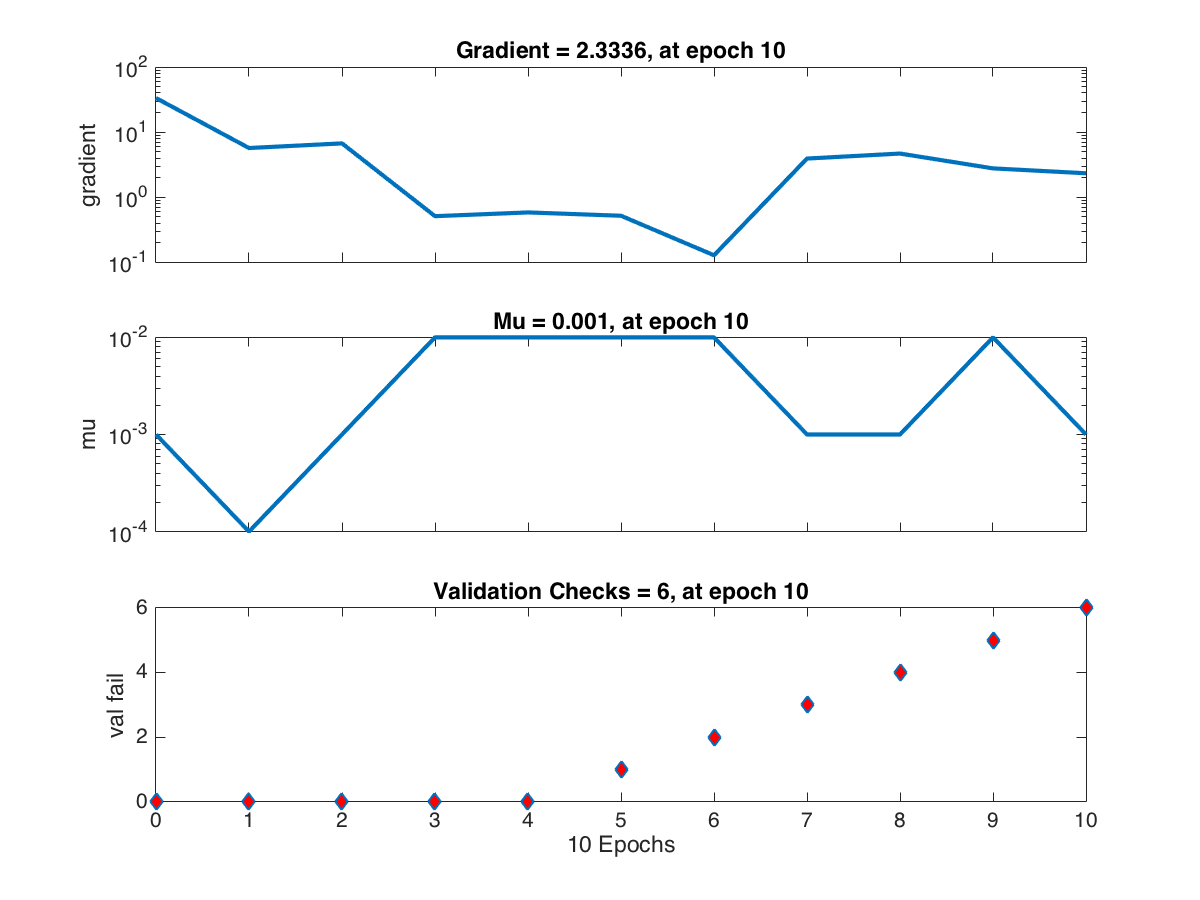 Gradient = 2.3336, at epoch 10
10^2
10^1
10^0
10^-1
gradient
Mu = 0.001, at epoch 10
10^-2
10^-3
10^-4
mu
Validation Checks = 6, at epoch 10
6
4
2
0
val fail
0 1 2 3 4 5 6 7 8 9 10
10 Epochs